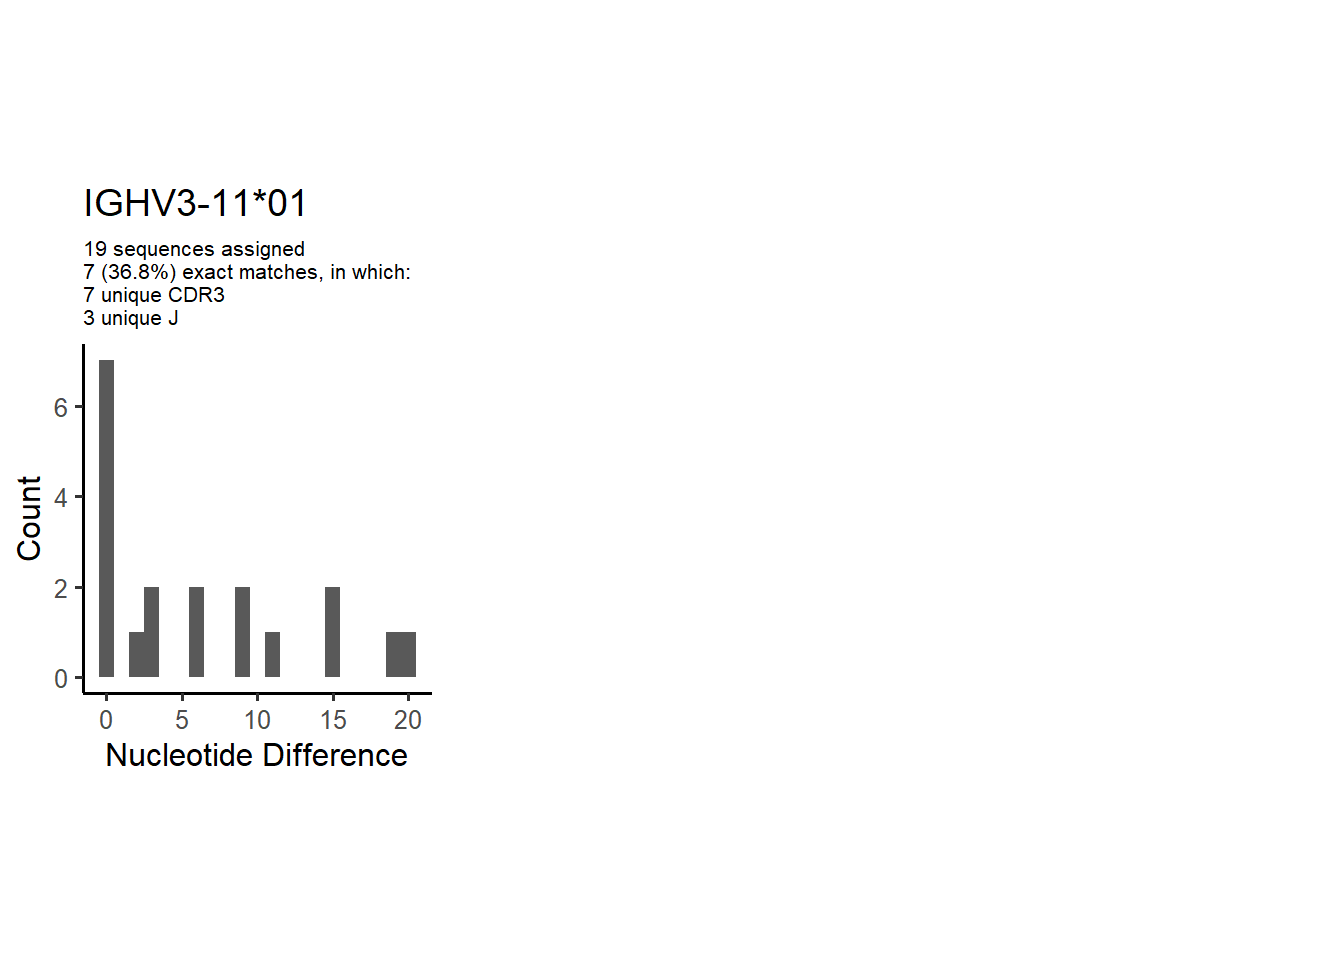 IGHV3-11*01
19 sequences assigned
7 (36.8%) exact matches, in which:
7 unique CDR3
3 unique J
6
4
2
0
Count
0 5 10 15 20
Nucleotide Difference